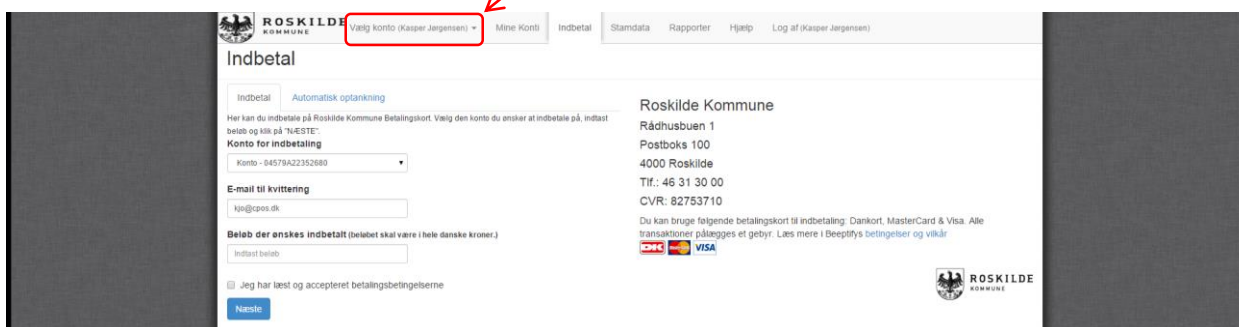 ROSKILDE
KOMMUNE
Vælg konto (Kasper Jørgensen) Mine Konti Indbetal Stamdata Rapporter Hjælp Log af (Kasper Jørgensen)
Indbetal
Indbetal Automatisk optankning
Her kan du indbetale på Roskilde Kommune Betalingskort. Vælg den konto du ønsker at indbetale på, indtast
beløb og klik på "NÆSTE".
Konto for indbetaling
Konto - 04579A22352680
E-mail til kvittering
kjo@cpos.dk
Beløb der ønskes indbetalt (beløbet skal være i hele danske kroner.)
Indtast beløb
Jeg har læst og accepteret betalingsbetingelserne
Næste
Roskilde Kommune
Rådhusbuen 1
Postboks 100
4000 Roskilde
Tlf.: 46 31 30 00
CVR: 82753710
Du kan bruge følgende betalingskort til indbetaling: Dankort, MasterCard & Visa. Alle
transaktioner pålægges et gebyr. Læs mere i Beeptifys betingelser og vilkår
VISA
ROSKILDE
KOMMUNE